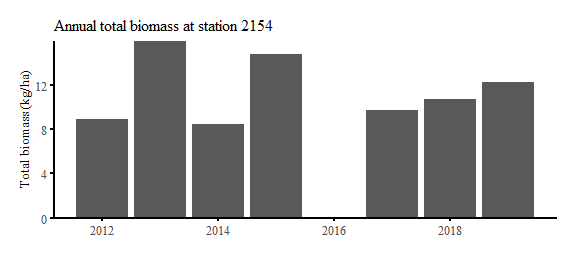 Annual total biomass at station 2154
Total biomass (kg/ha)
12
8
4
0
2012 2014 2016 2018